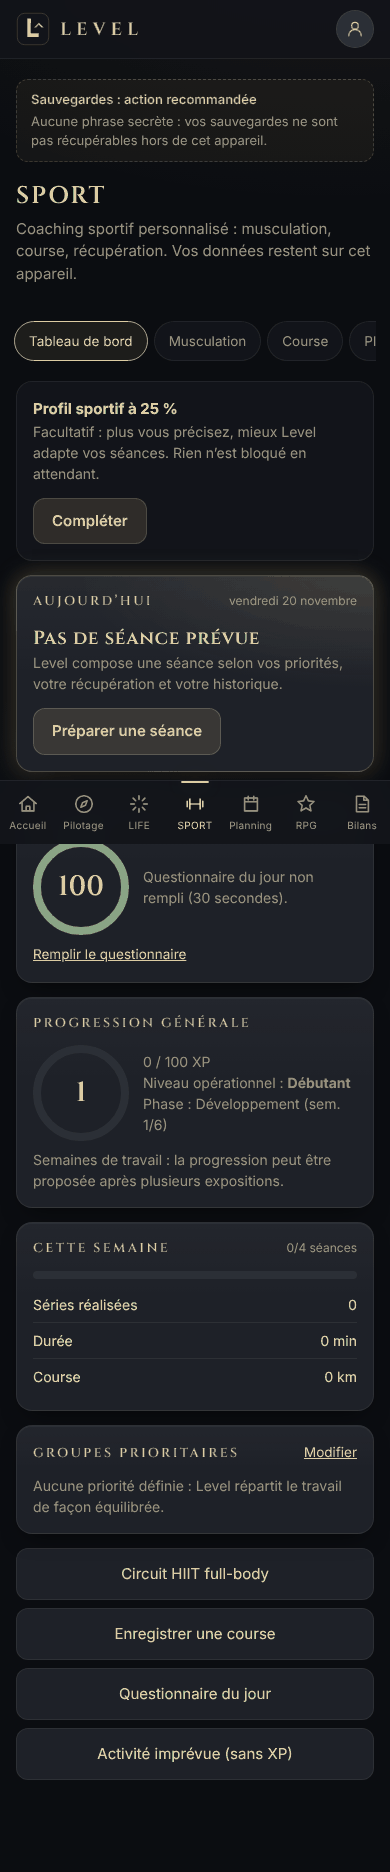 LEVEL
Sauvegardes : action recommandée
Aucune phrase secrète : vos sauvegardes ne sont
pas récupérables hors de cet appareil.
SPORT
Coaching sportif personnalisé : musculation,
course, récupération. Vos données restent sur cet
appareil.
Tableau de bord
Musculation
Course
Pl
Profil sportif à 25 %
Facultatif : plus vous précisez, mieux Level
adapte vos séances. Rien n'est bloqué en
attendant.
Compléter
AUJOURD'HUI
vendredi 20 novembre
PAS DE SÉANCE PRÉVUE
Level compose une séance selon vos priorités,
votre récupération et votre historique.
Préparer une séance
Accueil
Pilotage
LIFE
SPORT
Planning
RPG
Bilans
100
Questionnaire du jour non
rempli (30 secondes).
Remplir le questionnaire
PROGRESSION GÉNÉRALE
1
0 / 100 XP
Niveau opérationnel : Débutant
Phase : Développement (sem.
1/6)
Semaines de travail : la progression peut être
proposée après plusieurs expositions.
CETTE SEMAINE
0/4 séances
Séries réalisées
0
Durée
0 min
Course
0 km
GROUPES PRIORITAIRES
Modifier
Aucune priorité définie : Level répartit le travail
de façon équilibrée.
Circuit HIIT full-body
Enregistrer une course
Questionnaire du jour
Activité imprévue (sans XP)